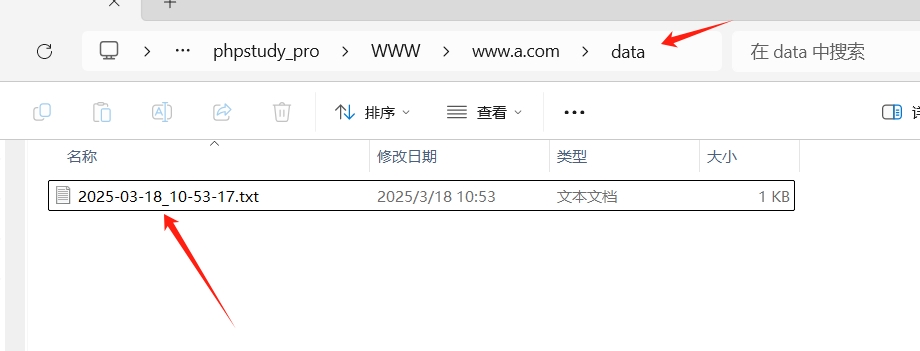 … phpstudy_pro > WWW > www.a.com > data 在 data 中搜索
排序 查看 …
名称 修改日期 类型 大小
2025-03-18_10-53-17.txt 2025/3/18 10:53 文本文档 1 KB